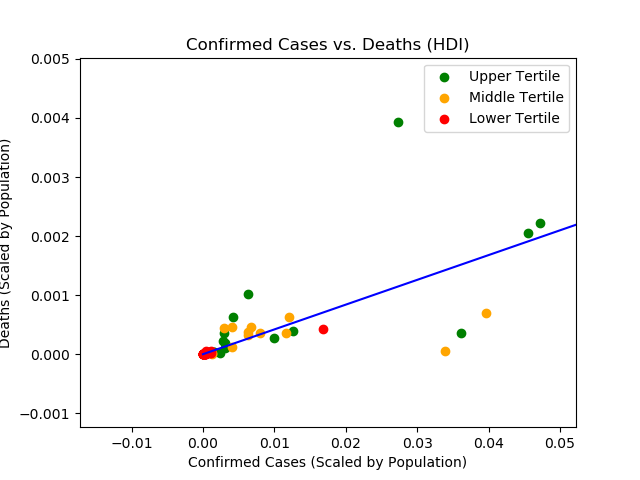 Confirmed Cases vs. Deaths (HDI)
0.005
0.004
0.003
0.002
0.001
0.000
−0.001
Deaths (Scaled by Population)
Upper Tertile
Middle Tertile
Lower Tertile
−0.01 0.00 0.01 0.02 0.03 0.04 0.05
Confirmed Cases (Scaled by Population)